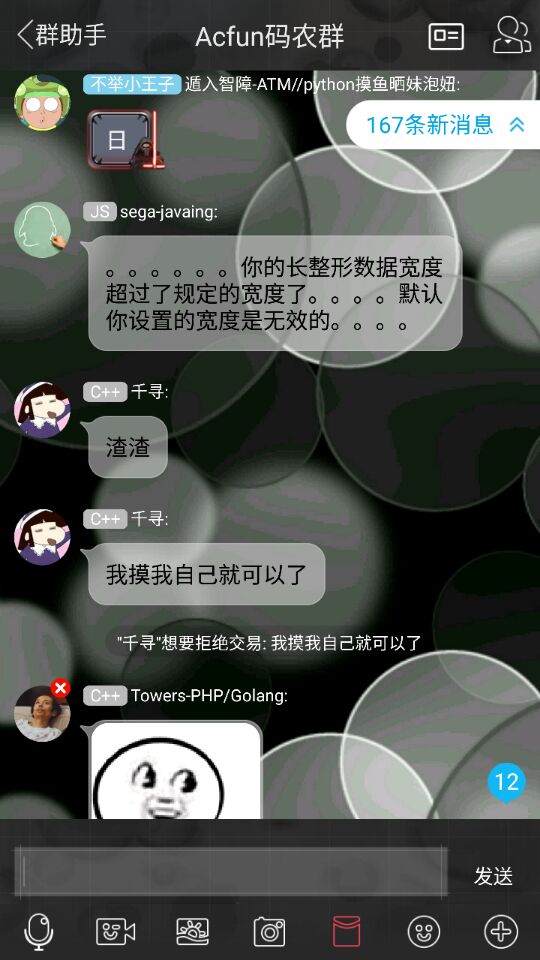 群助手
Acfun码农群
不举小王子 遁入智障-ATM//python摸鱼晒妹泡妞:
167条新消息
日
JS sega-javaing:
。。。。。。你的长整形数据宽度
超过了规定的宽度了。。。。默认
你设置的宽度是无效的。。。。
C++ 千寻:
渣渣
C++ 千寻:
我摸我自己就可以了
"千寻"想要拒绝交易: 我摸我自己就可以了
C++ Towers-PHP/Golang:
12
发送